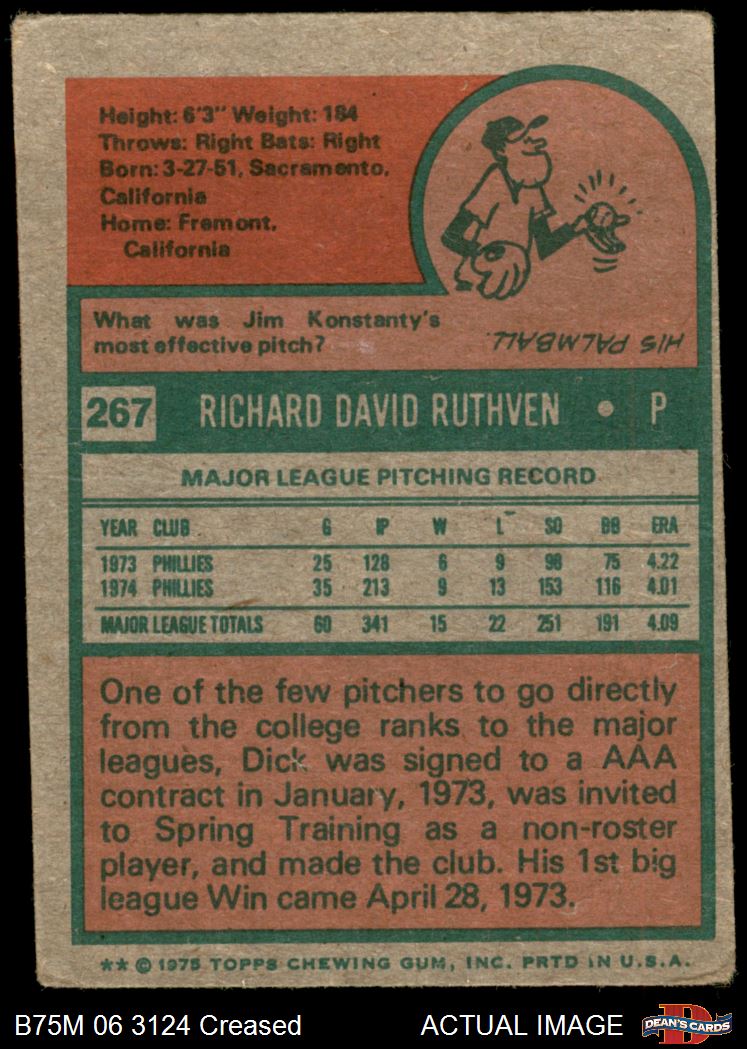 Height: 6'3" Weight: 184
Throws: Right Bats: Right
Born: 3-27-51, Sacramento,
California
Home: Fremont,
California
What was Jim Konstanty's
most effective pitch?
HIS PALMBALL.
267 RICHARD DAVID RUTHVEN • P
MAJOR LEAGUE PITCHING RECORD
YEAR CLUB G IP W L SO BB ERA
1973 PHILLIES 25 128 6 9 98 75 4.22
1974 PHILLIES 35 213 9 13 153 116 4.01
MAJOR LEAGUE TOTALS 60 341 15 22 251 191 4.09
One of the few pitchers to go directly
from the college ranks to the major
leagues, Dick was signed to a AAA
contract in January, 1973, was invited
to Spring Training as a non-roster
player, and made the club. His 1st big
league Win came April 28, 1973.
** © 1975 TOPPS CHEWING GUM, INC. PRTD IN U.S.A.
B75M 06 3124 Creased ACTUAL IMAGE DEAN'S CARDS